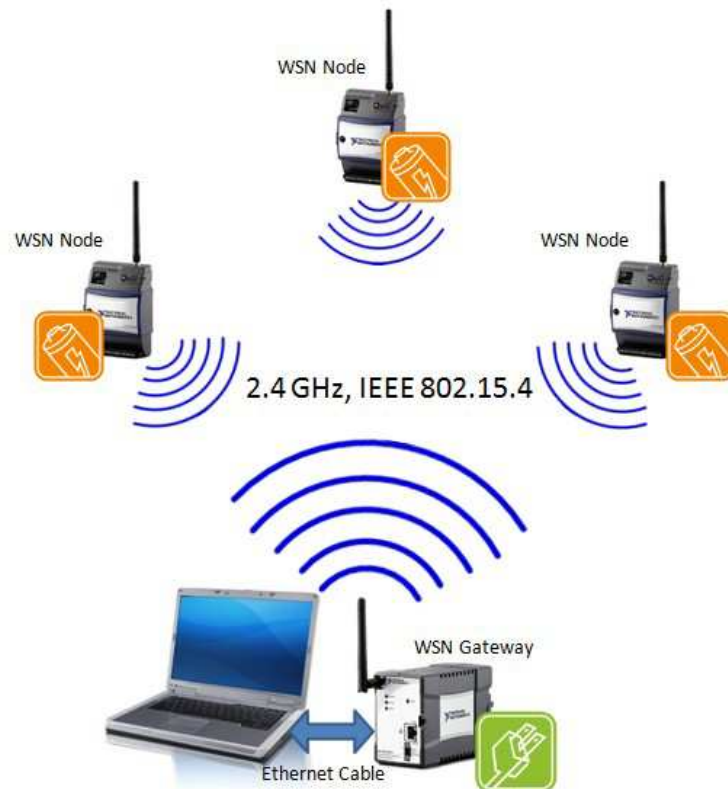 WSN Node
WSN Node
WSN Node
2.4 GHz, IEEE 802.15.4
WSN Gateway
Ethernet Cable